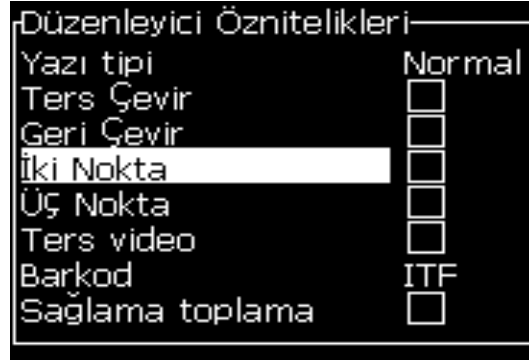 Düzenleyici Öznitelikleri
Yazı tipi Normal
Ters Çevir
Geri Çevir
İki Nokta
Üç Nokta
Ters video
Barkod ITF
Sağlama toplama